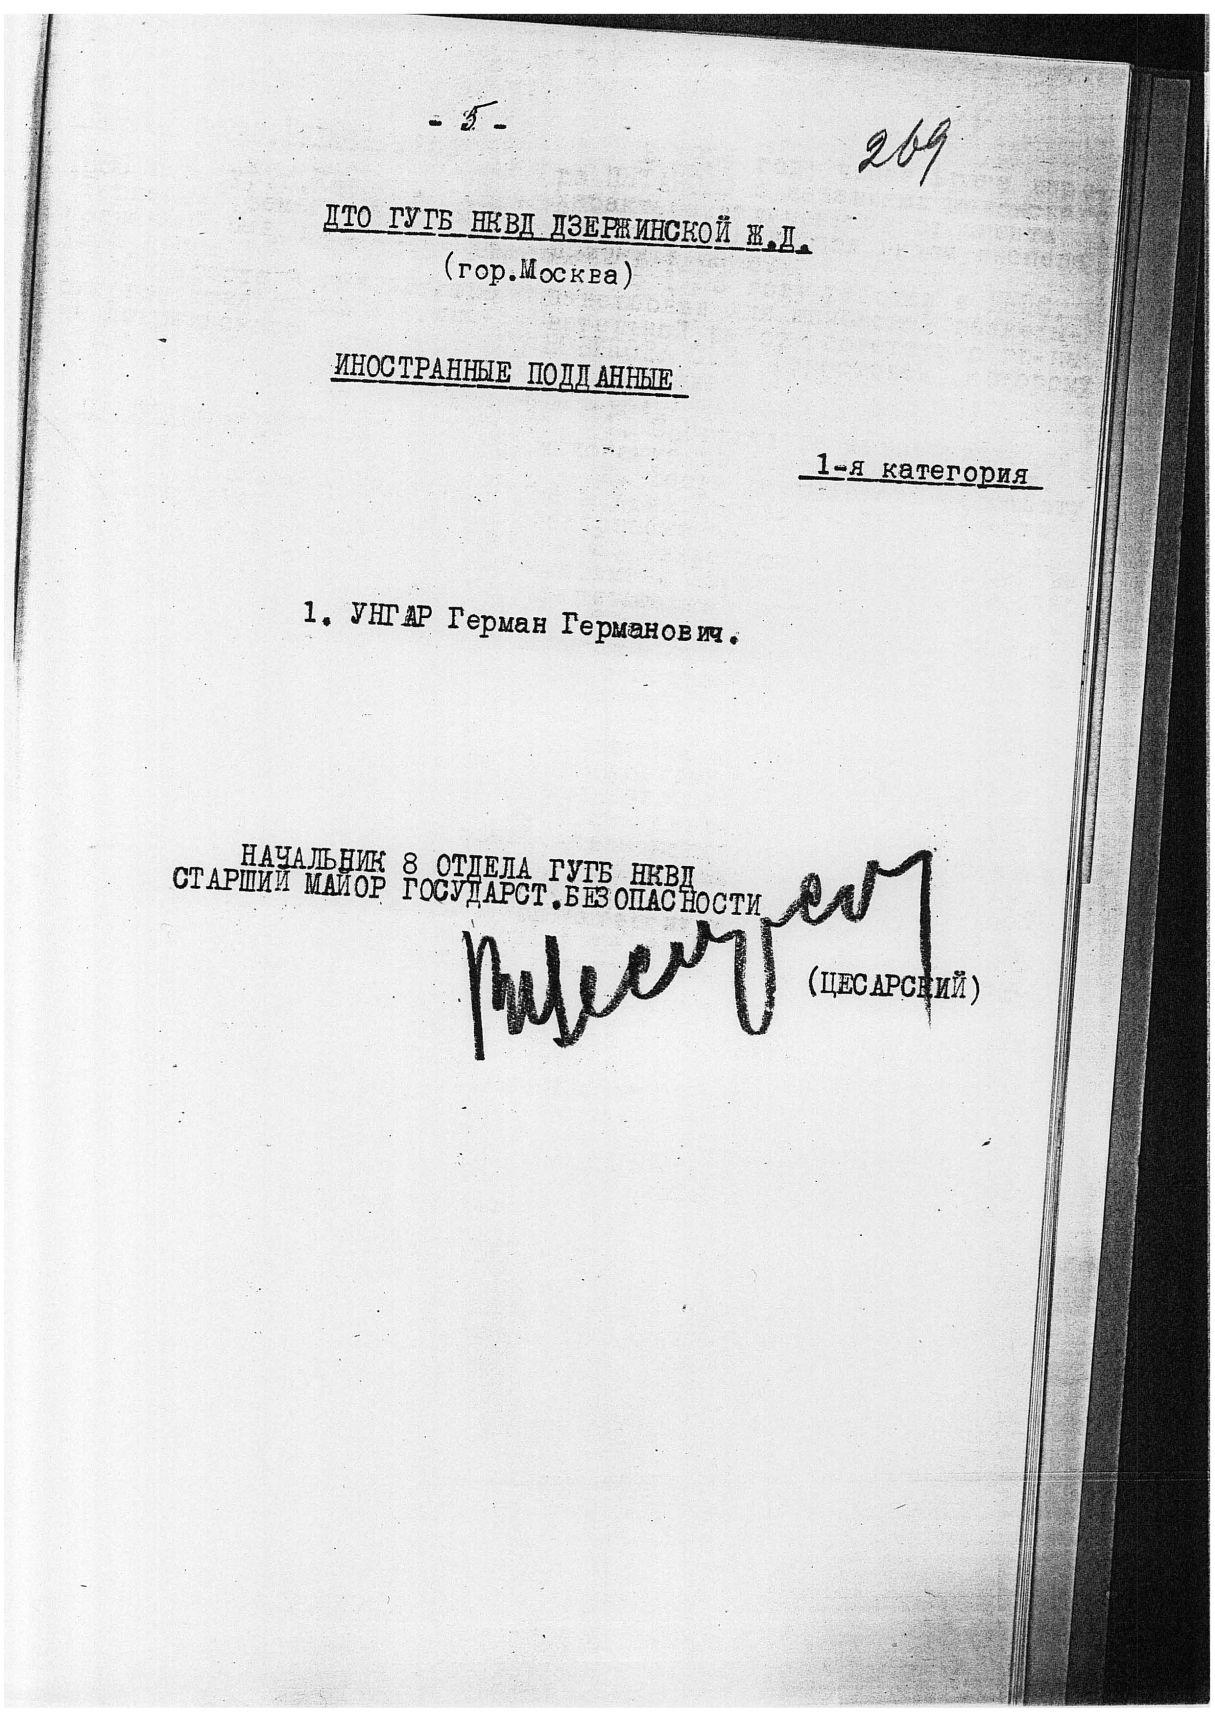 - 5 -
269
ДТО ГУГБ НКВД ДЗЕРЖИНСКОЙ Ж.Д.
(гор.Москва)
ИНОСТРАННЫЕ ПОДДАННЫЕ
1-я категория
1. УНГАР Герман Германович.
НАЧАЛЬНИК 8 ОТДЕЛА ГУГБ НКВД
СТАРШИЙ МАЙОР ГОСУДАРСТ.БЕЗОПАСНОСТИ
(ЦЕСАРСКИЙ)